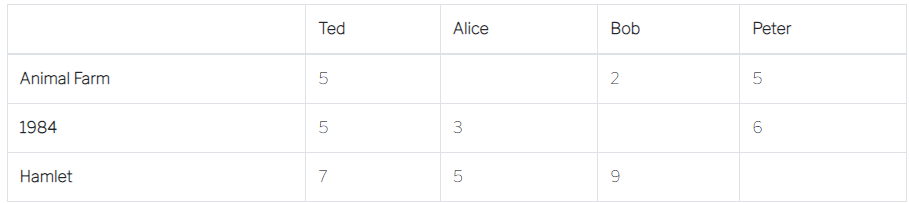 Ted Alice Bob Peter
Animal Farm 5 2 5
1984 5 3 6
Hamlet 7 5 9